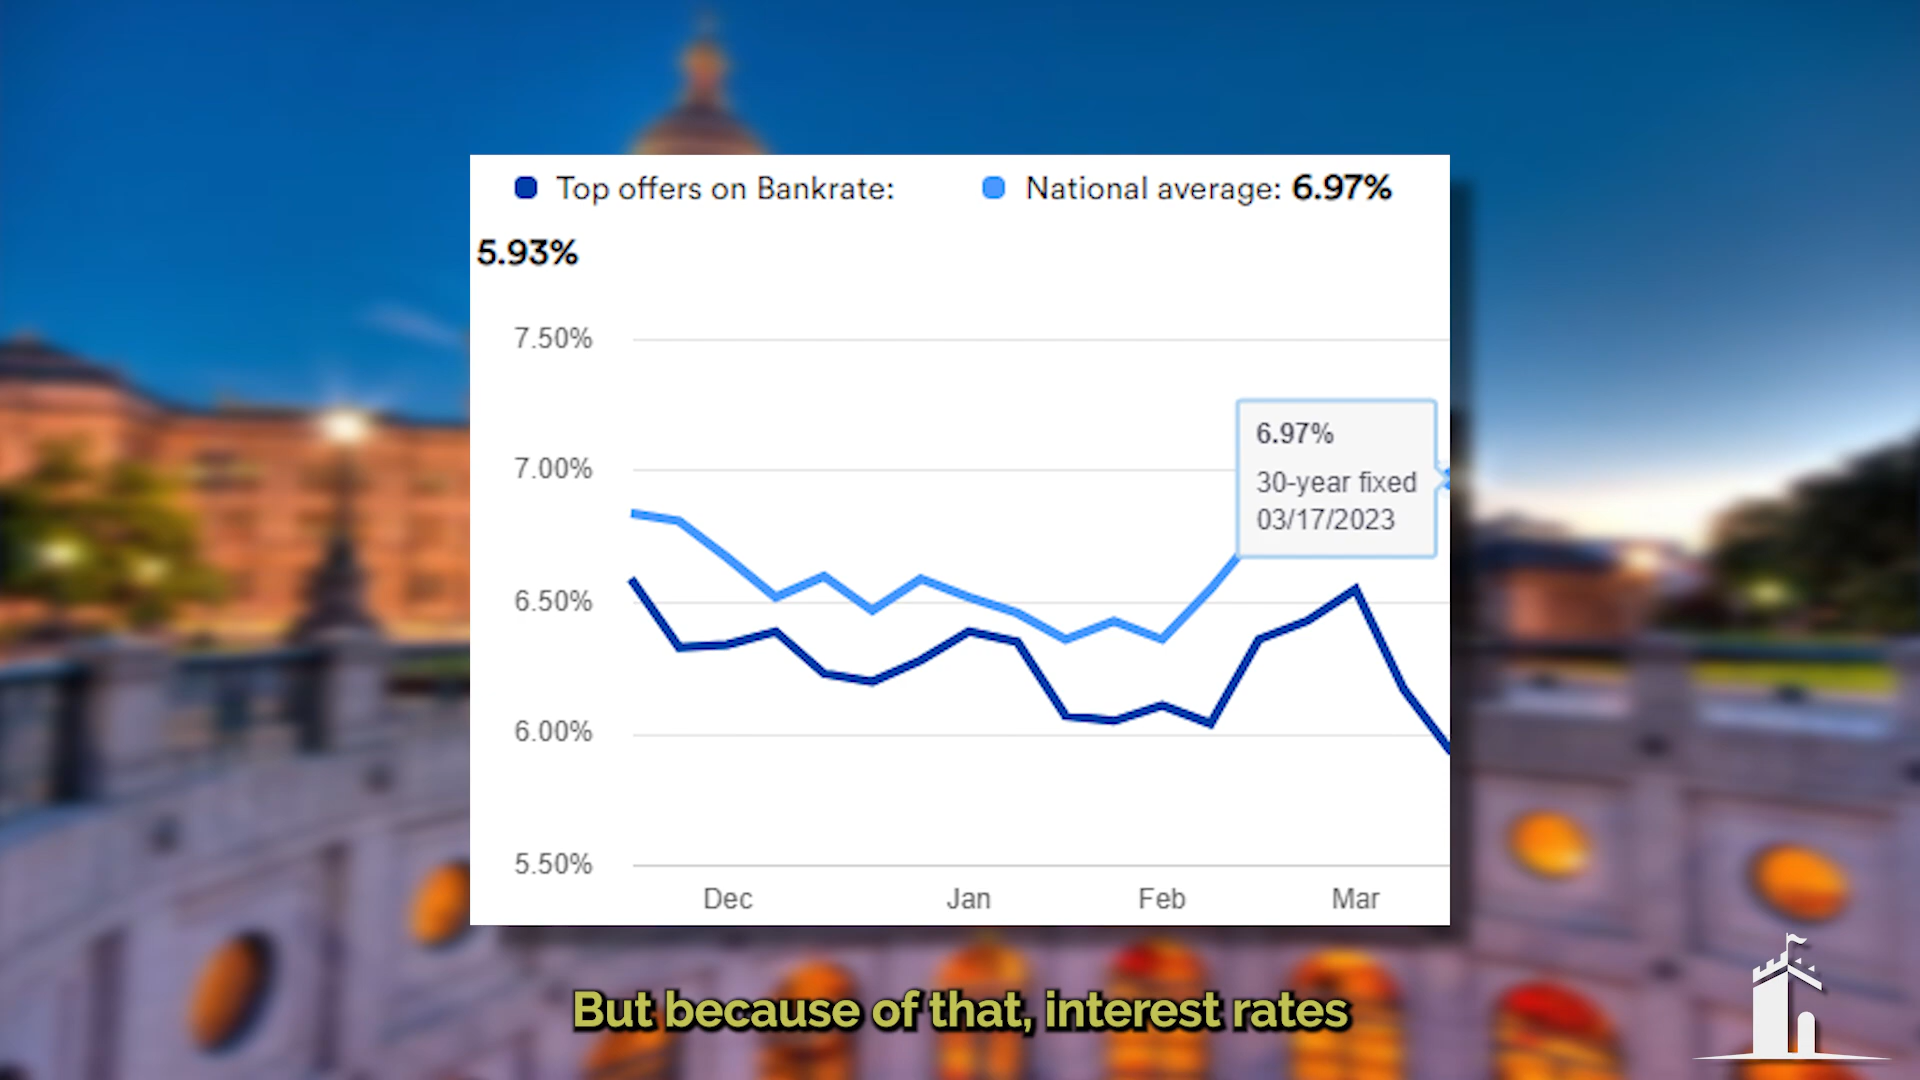 Top offers on Bankrate: National average: 6.97%
5.93%
7.50%
7.00%
6.50%
6.00%
5.50%
6.97%
30-year fixed
03/17/2023
Dec Jan Feb Mar
But because of that, interest rates